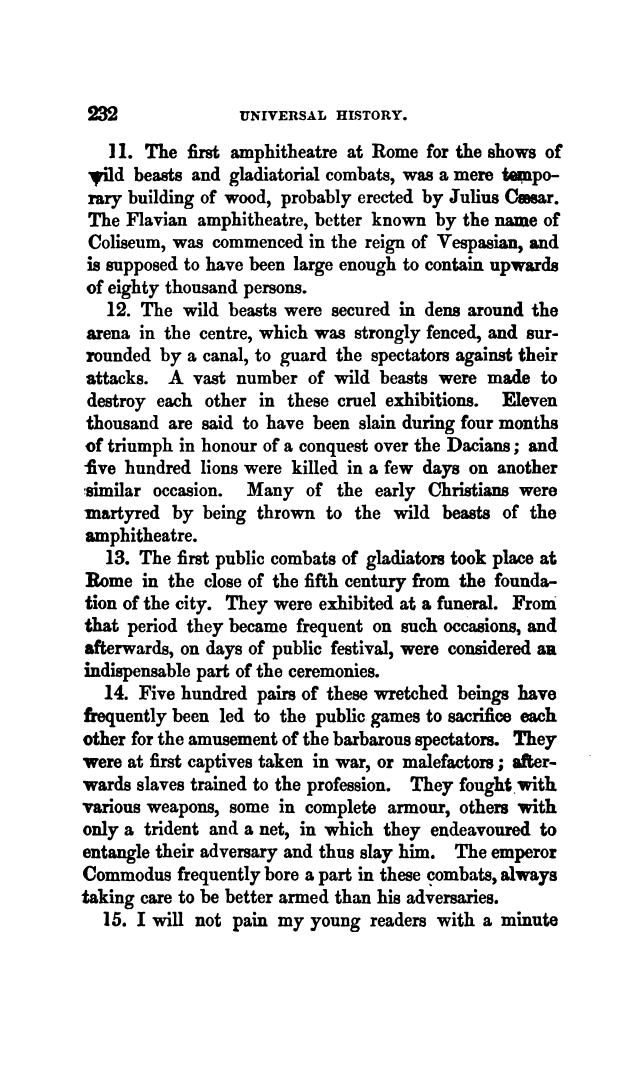 232 UNIVERSAL HISTORY.
11. The first amphitheatre at Rome for the shows of
wild beasts and gladiatorial combats, was a mere tempo-
rary building of wood, probably erected by Julius Cæsar.
The Flavian amphitheatre, better known by the name of
Coliseum, was commenced in the reign of Vespasian, and
is supposed to have been large enough to contain upwards
of eighty thousand persons.
12. The wild beasts were secured in dens around the
arena in the centre, which was strongly fenced, and sur-
rounded by a canal, to guard the spectators against their
attacks. A vast number of wild beasts were made to
destroy each other in these cruel exhibitions. Eleven
thousand are said to have been slain during four months
of triumph in honour of a conquest over the Dacians; and
five hundred lions were killed in a few days on another
similar occasion. Many of the early Christians were
martyred by being thrown to the wild beasts of the
amphitheatre.
13. The first public combats of gladiators took place at
Rome in the close of the fifth century from the founda-
tion of the city. They were exhibited at a funeral. From
that period they became frequent on such occasions, and
afterwards, on days of public festival, were considered an
indispensable part of the ceremonies.
14. Five hundred pairs of these wretched beings have
frequently been led to the public games to sacrifice each
other for the amusement of the barbarous spectators. They
were at first captives taken in war, or malefactors; after-
wards slaves trained to the profession. They fought with
various weapons, some in complete armour, others with
only a trident and a net, in which they endeavoured to
entangle their adversary and thus slay him. The emperor
Commodus frequently bore a part in these combats, always
taking care to be better armed than his adversaries.
15. I will not pain my young readers with a minute